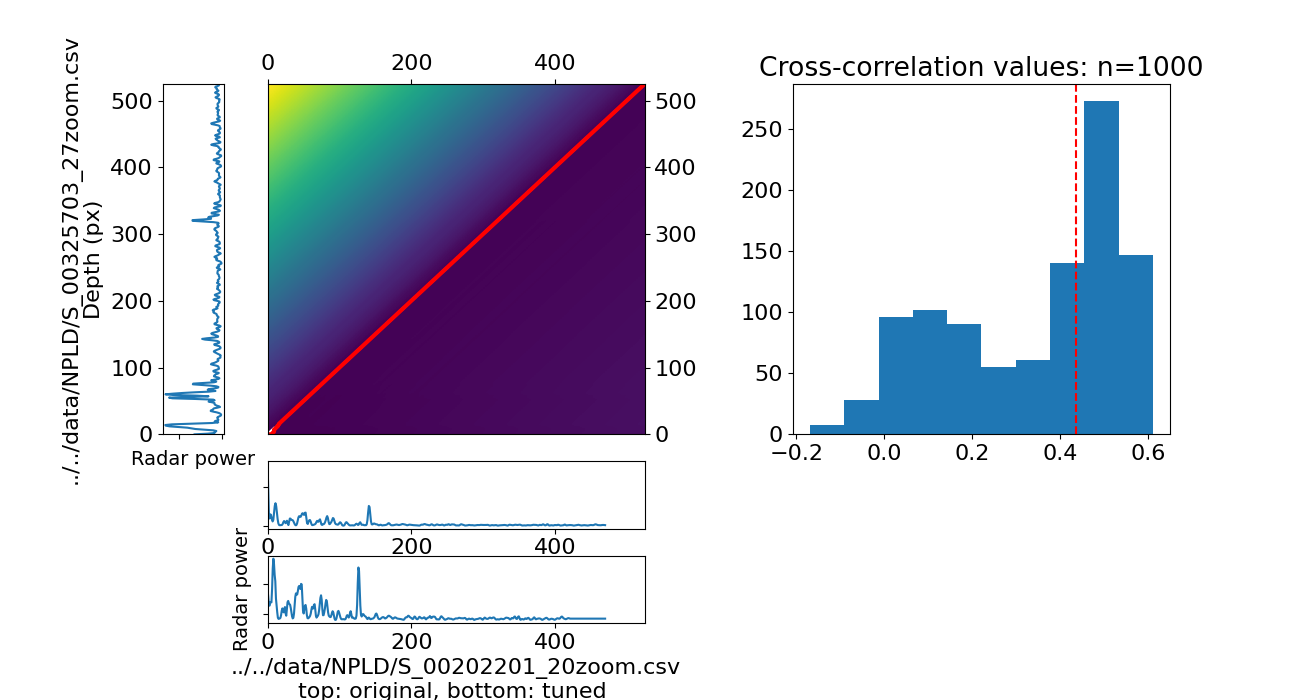 Cross-correlation values: n=1000
../../data/NPLD/S_00325703_27zoom.csv
Depth (px)
0 200 400
500
400
300
200
100
0
500
400
300
200
100
0
250
200
150
100
50
0
−0.2 0.0 0.2 0.4 0.6
Radar power
0 200 400
Radar power
0 200 400
../../data/NPLD/S_00202201_20zoom.csv
top: original, bottom: tuned